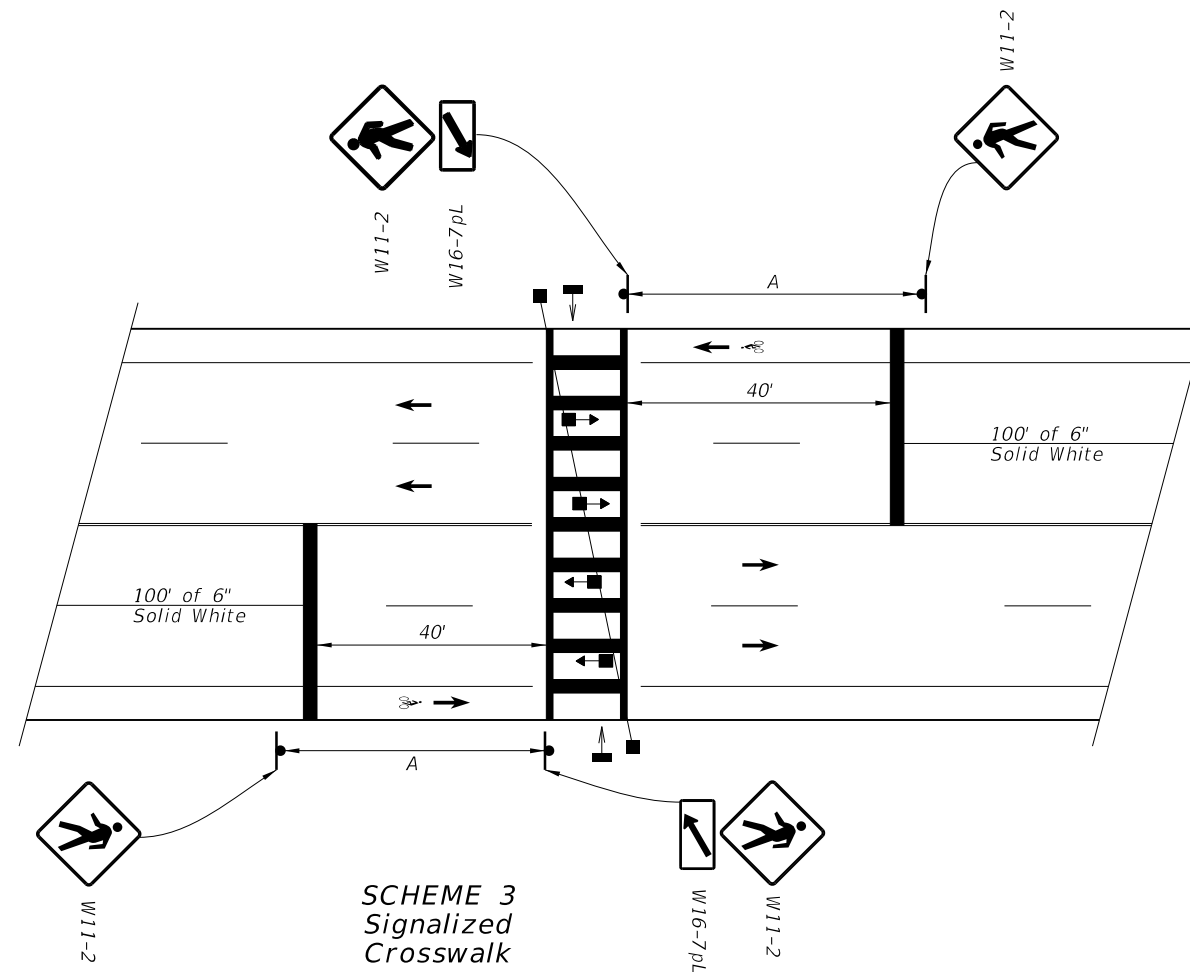 W11-2
W11-2
W16-7pL
A
40'
100' of 6"
Solid White
100' of 6"
Solid White
40'
A
W11-2
W16-7pL
W11-2
SCHEME 3
Signalized
Crosswalk